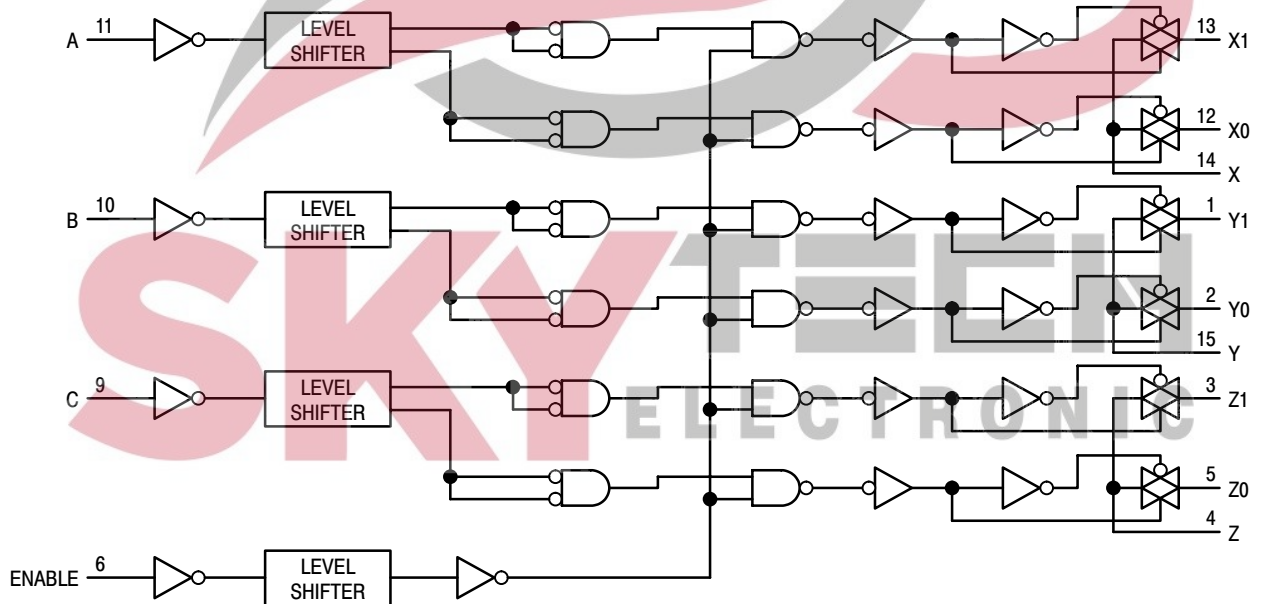 A 11 LEVEL SHIFTER 13 X1
12 X0
14 X
B 10 LEVEL SHIFTER 1 Y1
2 Y0
15 Y
C 9 LEVEL SHIFTER 3 Z1
5 Z0
4 Z
ENABLE 6 LEVEL SHIFTER
SKYTECH
ELECTRONIC